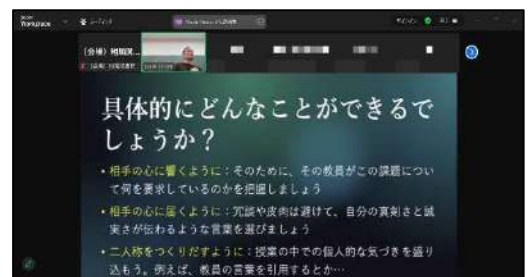 Workplace
（会場）相関区...
具体的にどんなことができるで
しょうか？
・相手の心に響くように：そのために、その教員がこの課題につい
て何を要求しているのかを把握しましょう
・相手の心に届くように：冗談や皮肉は避けて、自分の真剣さと誠
実さが伝わるような言葉を選びましょう
・二人称をつくりだすように：授業の中での個人的な気づきを盛り
込もう。例えば、教員の言葉を引用するとか…